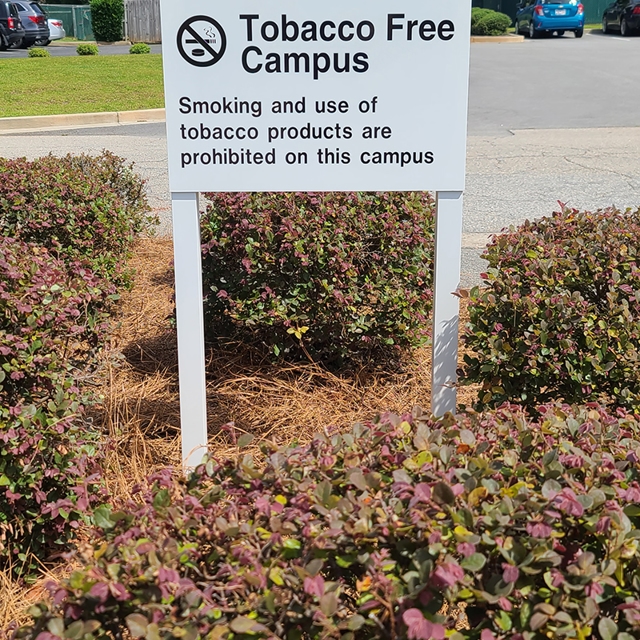 Tobacco Free
Campus
Smoking and use of
tobacco products are
prohibited on this campus